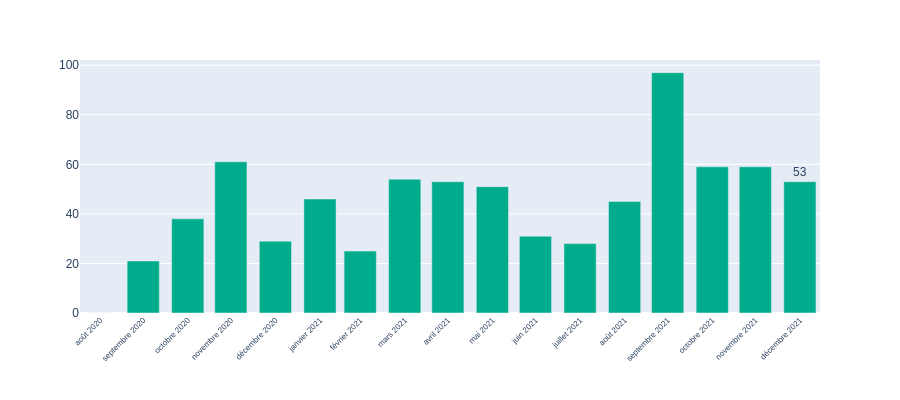 100
80
60
40
20
0
53
août 2020
septembre 2020
octobre 2020
novembre 2020
décembre 2020
janvier 2021
février 2021
mars 2021
avril 2021
mai 2021
juin 2021
juillet 2021
août 2021
septembre 2021
octobre 2021
novembre 2021
décembre 2021